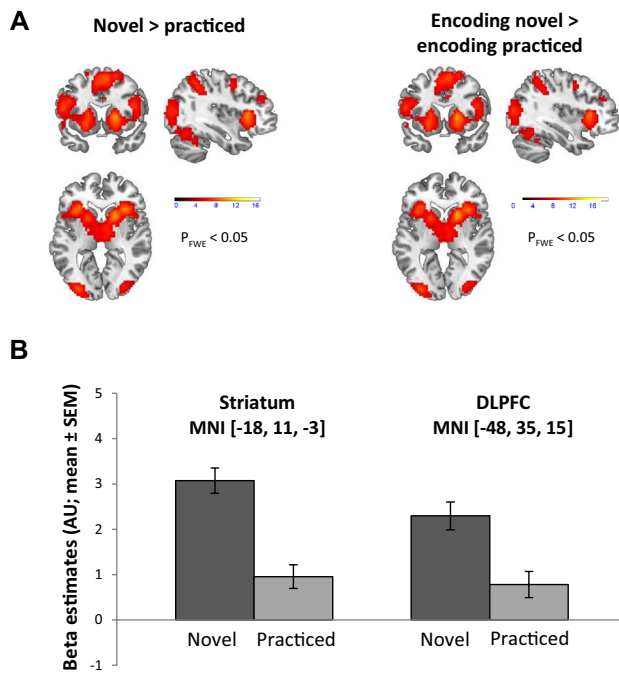 A
Novel > practiced
Encoding novel >
encoding practiced
0 4 8 12 16
0 4 8 12 16
P_FWE < 0.05
P_FWE < 0.05
B
Beta estimates (AU; mean ± SEM)
5
4
3
2
1
0
-1
Striatum
MNI [-18, 11, -3]
DLPFC
MNI [-48, 35, 15]
Novel Practiced Novel Practiced